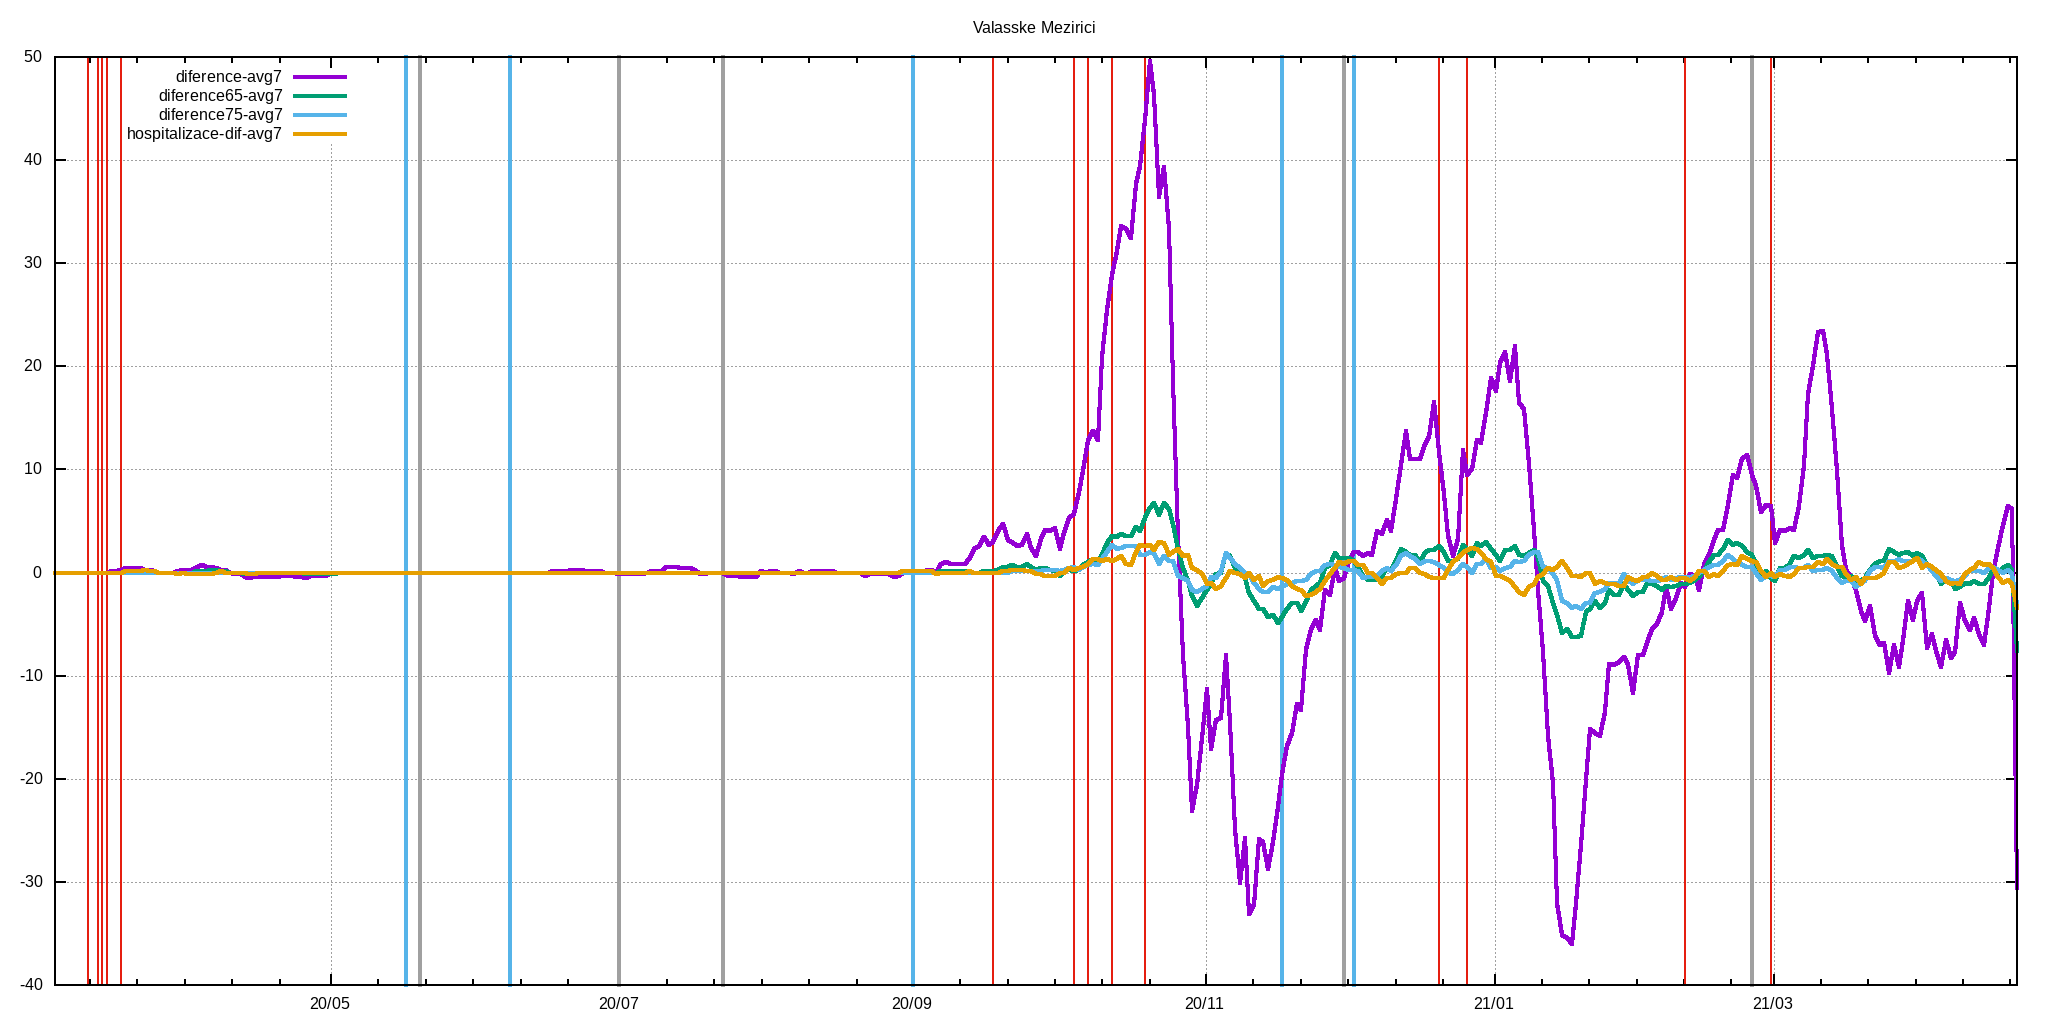 Valasske Mezirici
50
diference-avg7
diference65-avg7
diference75-avg7
hospitalizace-dif-avg7
40
30
20
10
0
-10
-20
-30
-40
20/05 20/07 20/09 20/11 21/01 21/03